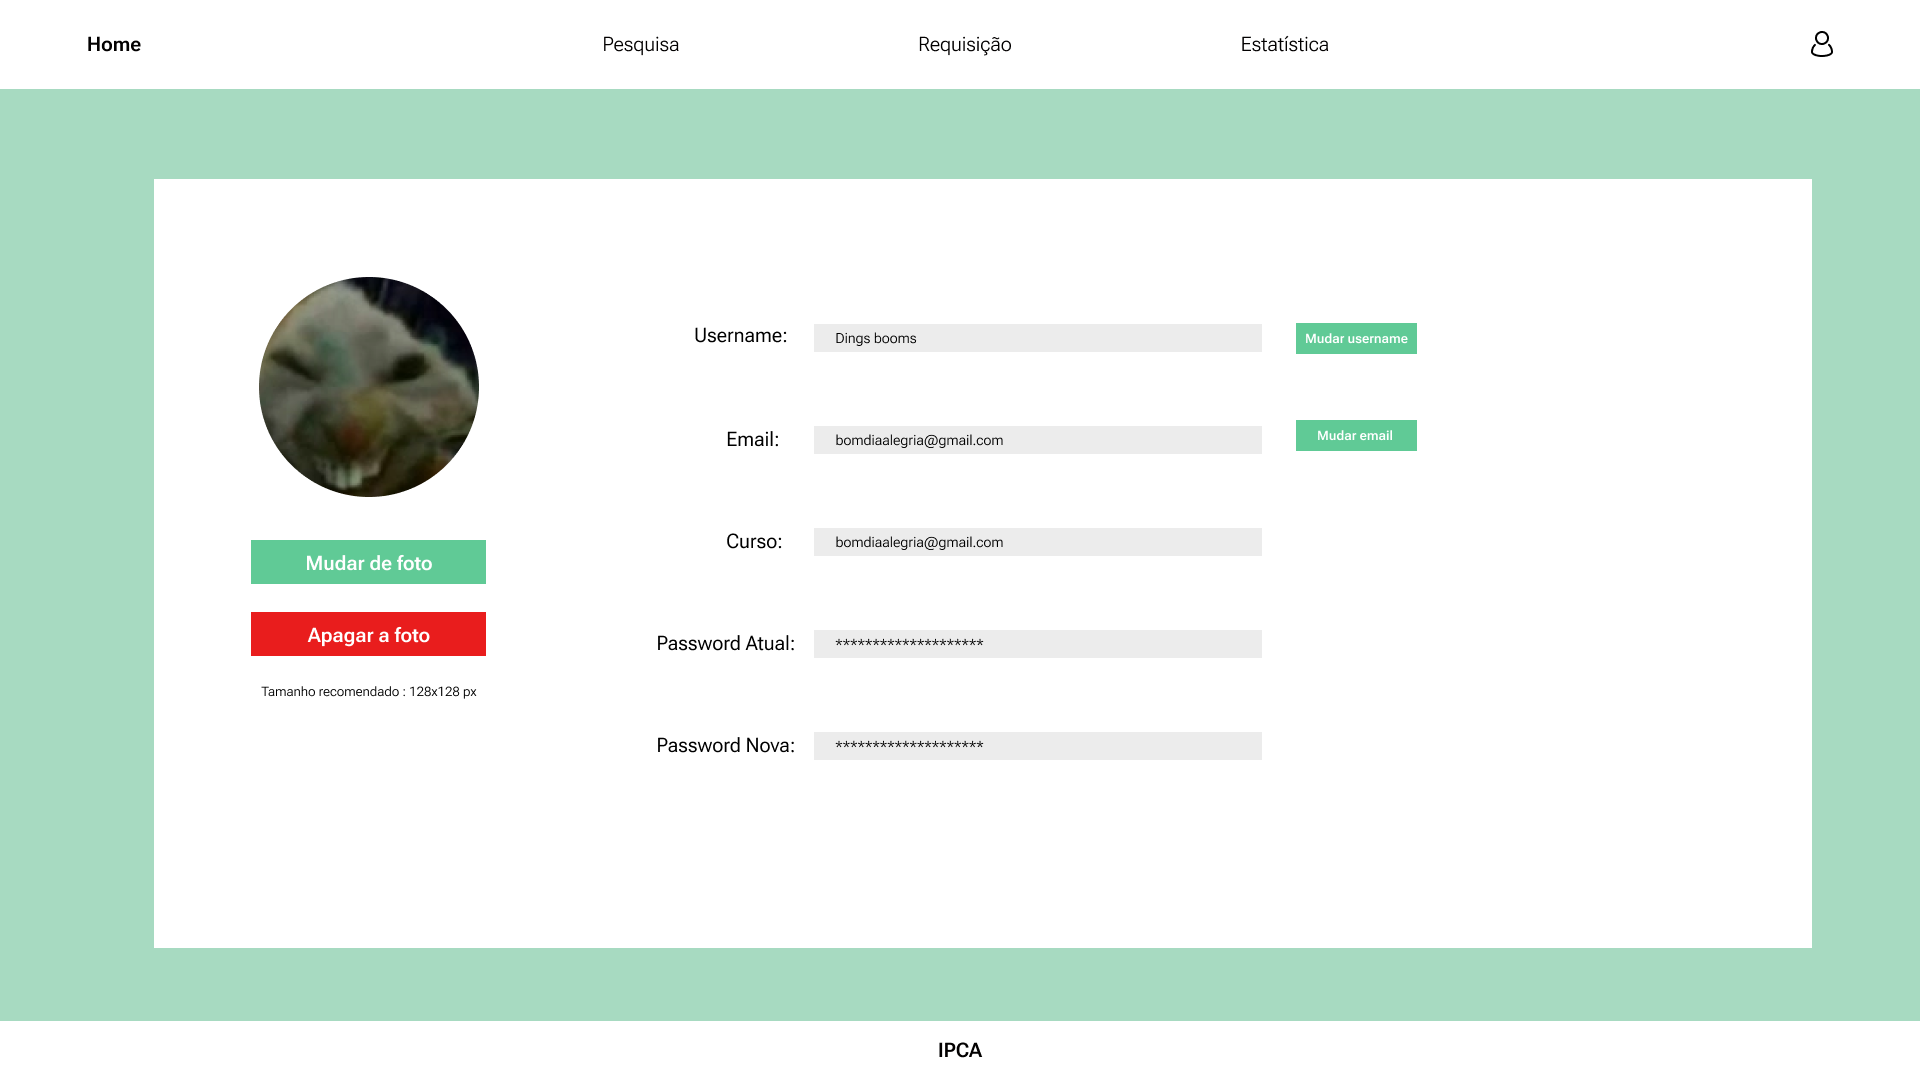 Home
Pesquisa
Requisição
Estatística
Username:
Dings booms
Mudar username
Email:
bomdiaalegria@gmail.com
Mudar email
Curso:
bomdiaalegria@gmail.com
Mudar de foto
Apagar a foto
Tamanho recomendado : 128x128 px
Password Atual:
********************
Password Nova:
********************
IPCA